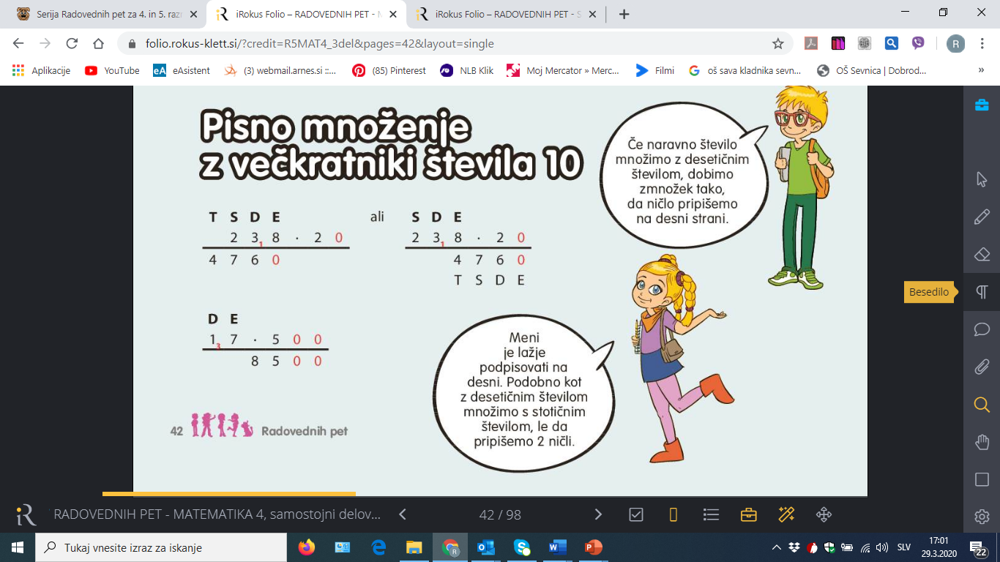 Serija Radovednih pet za 4. in 5. raz
iRokus Folio – RADOVEDNIH PET - M
iRokus Folio – RADOVEDNIH PET - S
folio.rokus-klett.si/?credit=R5MAT4_3del&pages=42&layout=single
R
Aplikacije
YouTube
eA eAsistent
(3) webmail.arnes.si ::...
(85) Pinterest
NLB Klik
Moj Mercator » Merc...
Filmi
oš sava kladnika sevn...
OŠ Sevnica | Dobrod...
»
Pisno množenje
z večkratniki števila 10
Če naravno število
množimo z desetičnim
številom, dobimo
zmnožek tako,
da ničlo pripišemo
na desni strani.
T S D E
2 3 1 8 · 2 0
4 7 6 0
ali
S D E
2 3 1 8 · 2 0
4 7 6 0
T S D E
D E
1 3 7 · 5 0 0
8 5 0 0
Meni
je lažje
podpisovati na
desni. Podobno kot
z desetičnim številom
množimo s stotičnim
številom, le da
pripišemo 2 ničli.
42 Radovednih pet
Besedilo
iR
RADOVEDNIH PET - MATEMATIKA 4, samostojni delov...
42 / 98
Tukaj vnesite izraz za iskanje
SLV
17:01
29.3.2020
22